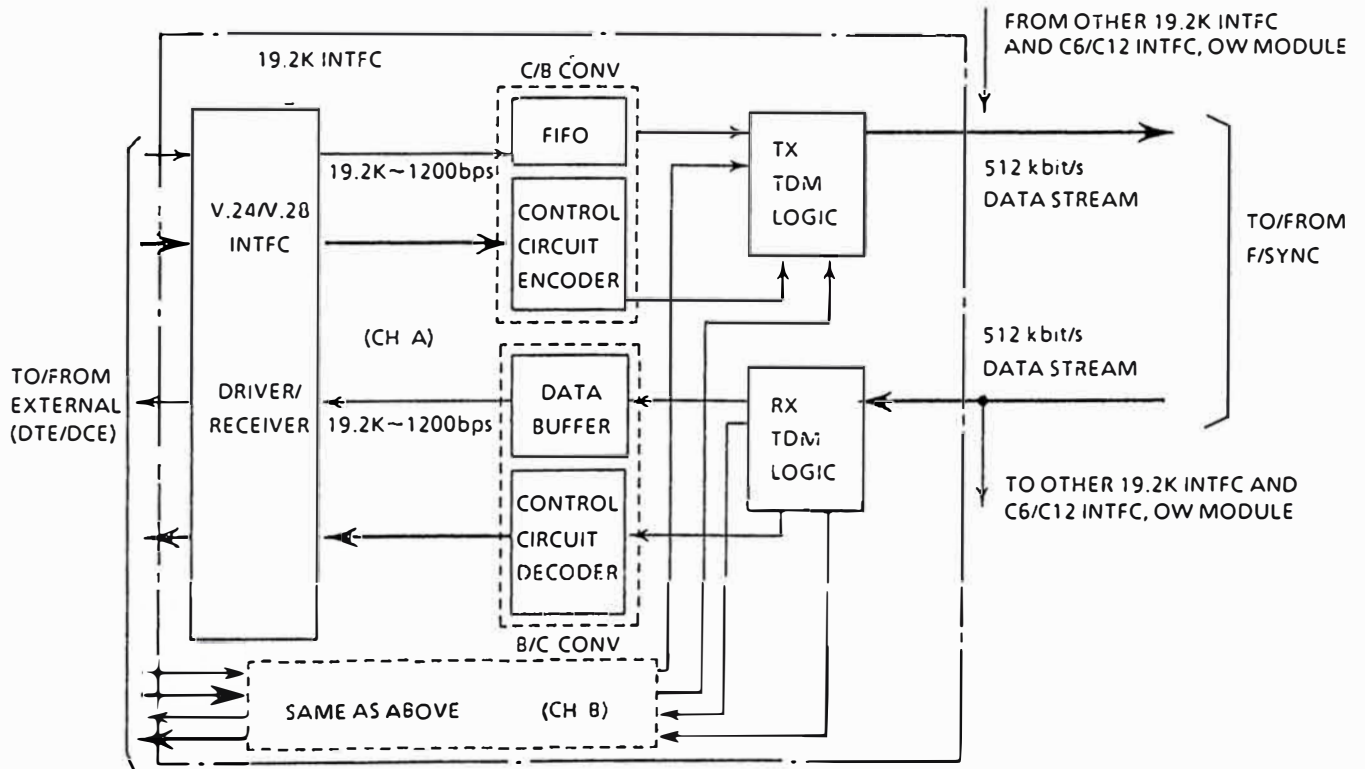 FROM OTHER 19.2K INTFC
AND C6/C12 INTFC, OW MODULE
19.2K INTFC
C/B CONV
FIFO
19.2K~1200bps
V.24/V.28
INTFC
CONTROL
CIRCUIT
ENCODER
TX
TDM
LOGIC
512 kbit/s
DATA STREAM
TO/FROM
F/SYNC
(CH A)
512 kbit/s
DATA STREAM
TO/FROM
EXTERNAL
(DTE/DCE)
DRIVER/
RECEIVER
19.2K~1200bps
DATA
BUFFER
RX
TDM
LOGIC
CONTROL
CIRCUIT
DECODER
TO OTHER 19.2K INTFC AND
C6/C12 INTFC, OW MODULE
B/C CONV
SAME AS ABOVE (CH B)